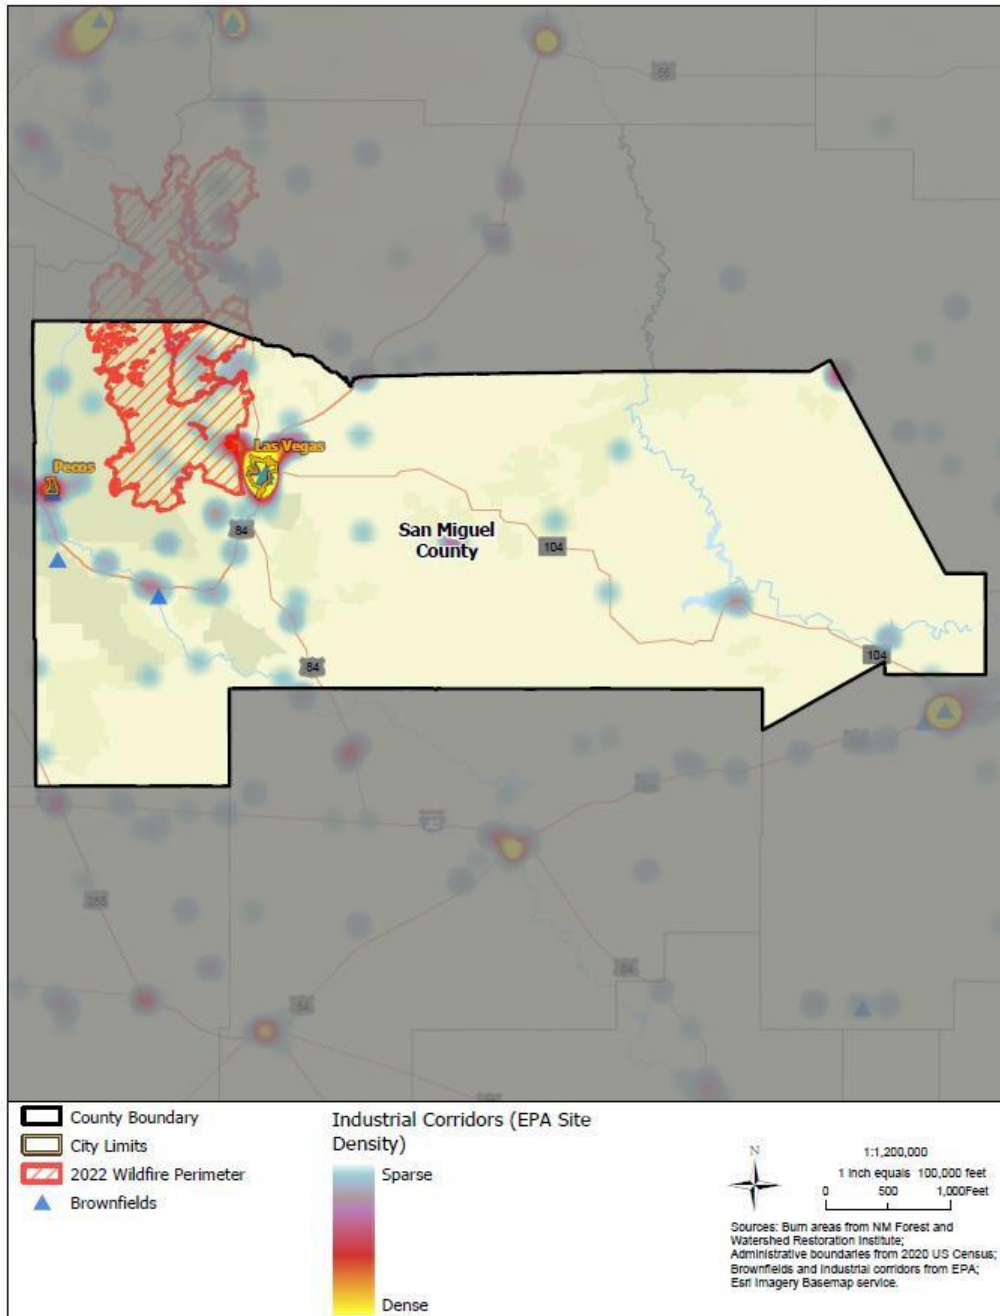 56
Las Vegas
Pecos
84
San Miguel
County
104
84
104
285
54
84
County Boundary
City Limits
2022 Wildfire Perimeter
Brownfields
Industrial Corridors (EPA Site
Density)
Sparse
Dense
N
1:1,200,000
1 inch equals 100,000 feet
0 500 1,000Feet
Sources: Burn areas from NM Forest and
Watershed Restoration Institute;
Administrative boundaries from 2020 US Census;
Brownfields and industrial corridors from EPA;
Esri Imagery Basemap service.